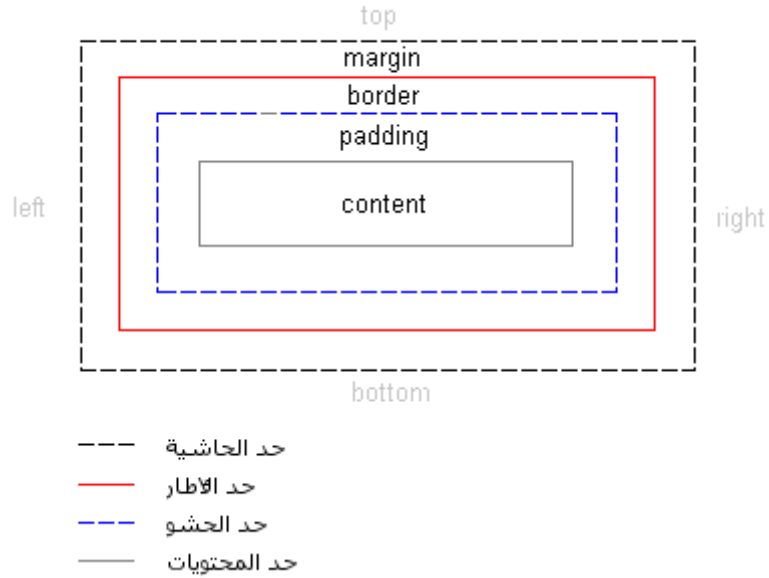 top
margin
border
padding
content
left
right
bottom
حد الحاشية
حد الاطار
حد الحشو
حد المحتويات